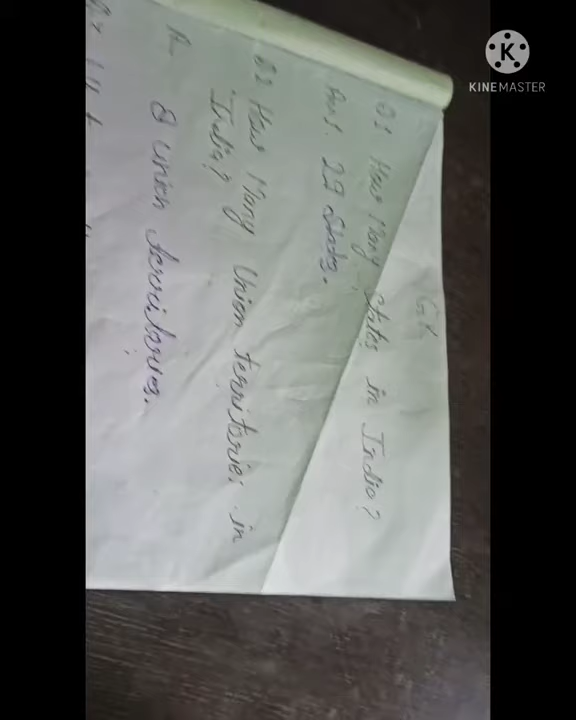 GK
Q1 How Many States in India?
Ans. 29 States.
Q2 How Many Union territories in
India?
A- 8 union territories.
KINEMASTER